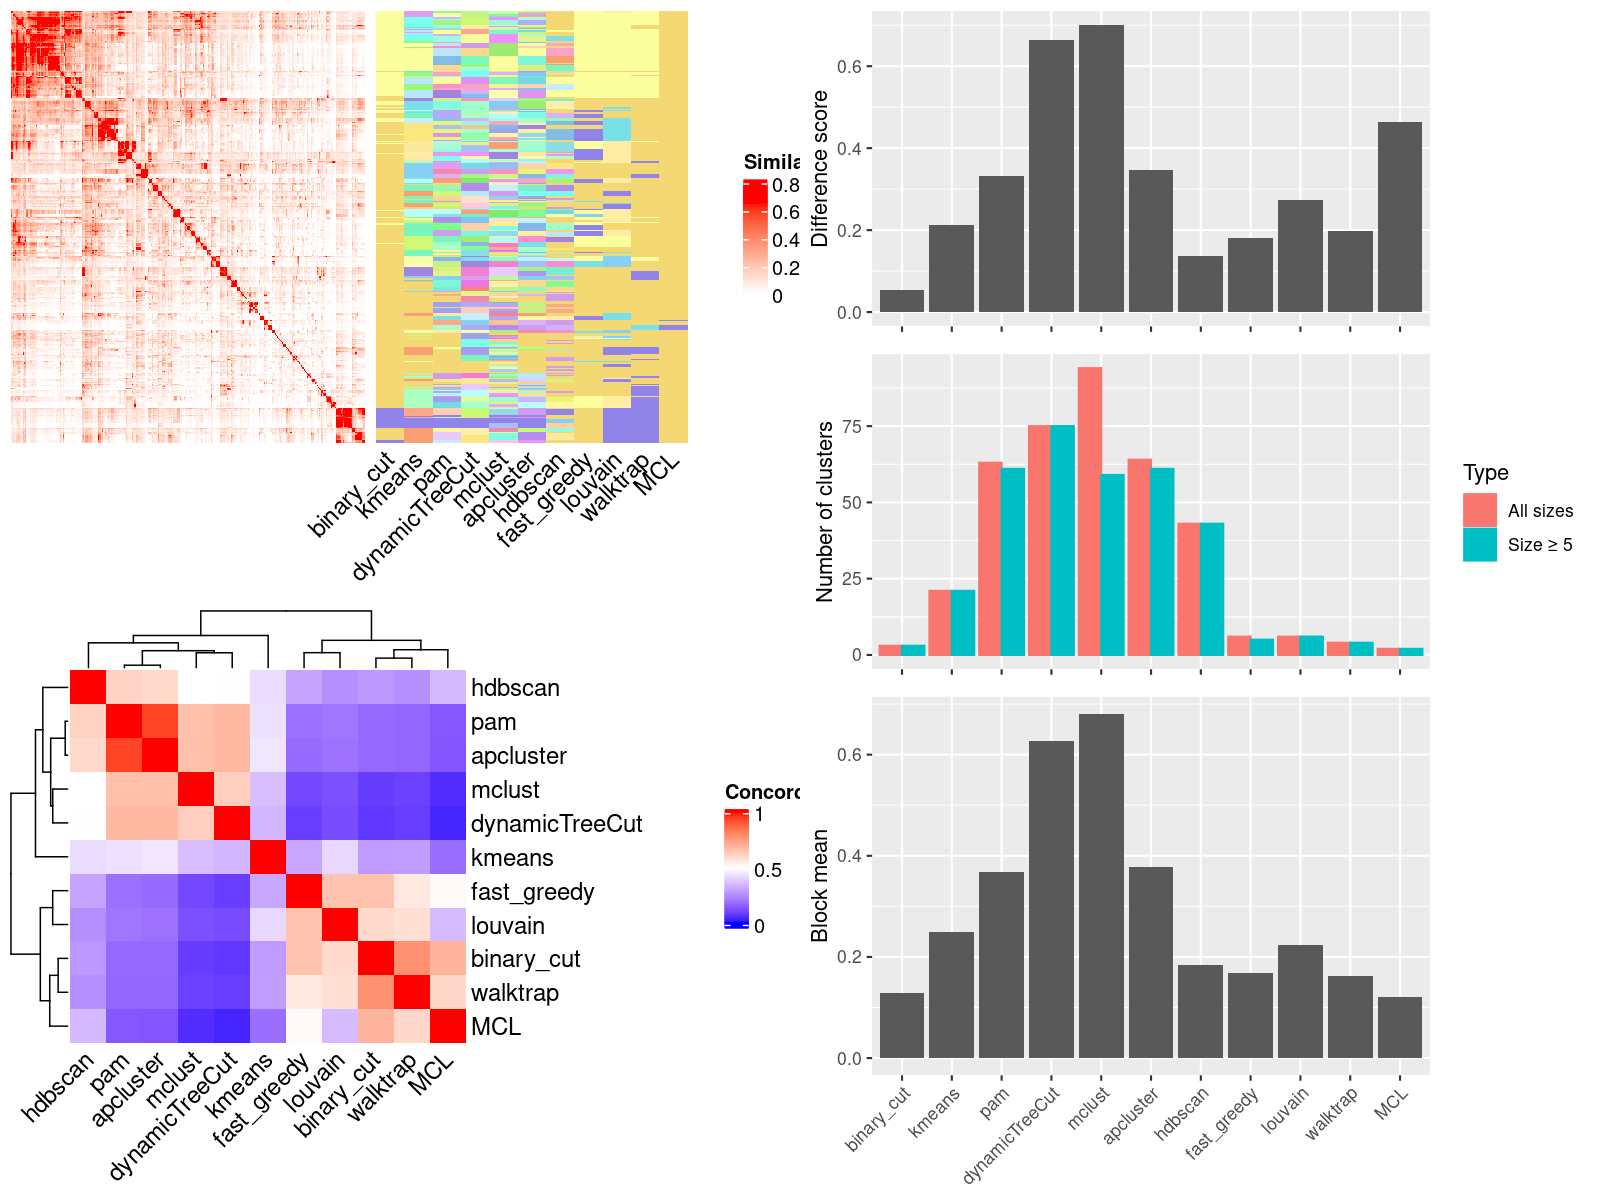 Simila
0.8
0.6
0.4
0.2
0
binary_cut
kmeans
pam
dynamicTreeCut
mclust
apcluster
hdbscan
fast_greedy
louvain
walktrap
MCL
hdbscan
pam
apcluster
mclust
dynamicTreeCut
kmeans
fast_greedy
louvain
binary_cut
walktrap
MCL
hdbscan
pam
apcluster
mclust
dynamicTreeCut
kmeans
fast_greedy
louvain
binary_cut
walktrap
MCL
Concord
1
0.5
0
Difference score
0.6
0.4
0.2
0.0
Number of clusters
75
50
25
0
Type
All sizes
Size ≥ 5
Block mean
0.6
0.4
0.2
0.0
binary_cut
kmeans
pam
dynamicTreeCut
mclust
apcluster
hdbscan
fast_greedy
louvain
walktrap
MCL